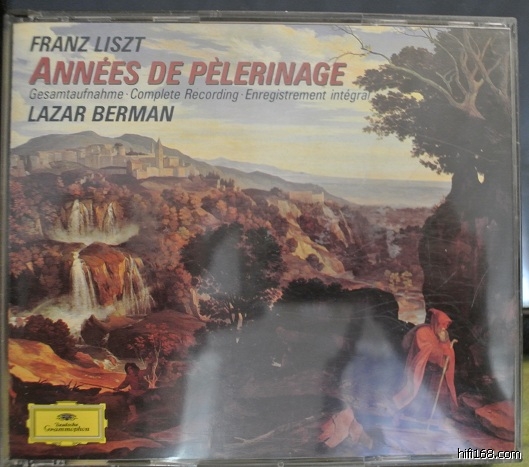 FRANZ LISZT
ANNÉES DE PÈLERINAGE
Gesamtaufnahme · Complete Recording · Enregistrement intégral
LAZAR BERMAN
Deutsche
Grammophon
hifi168.com